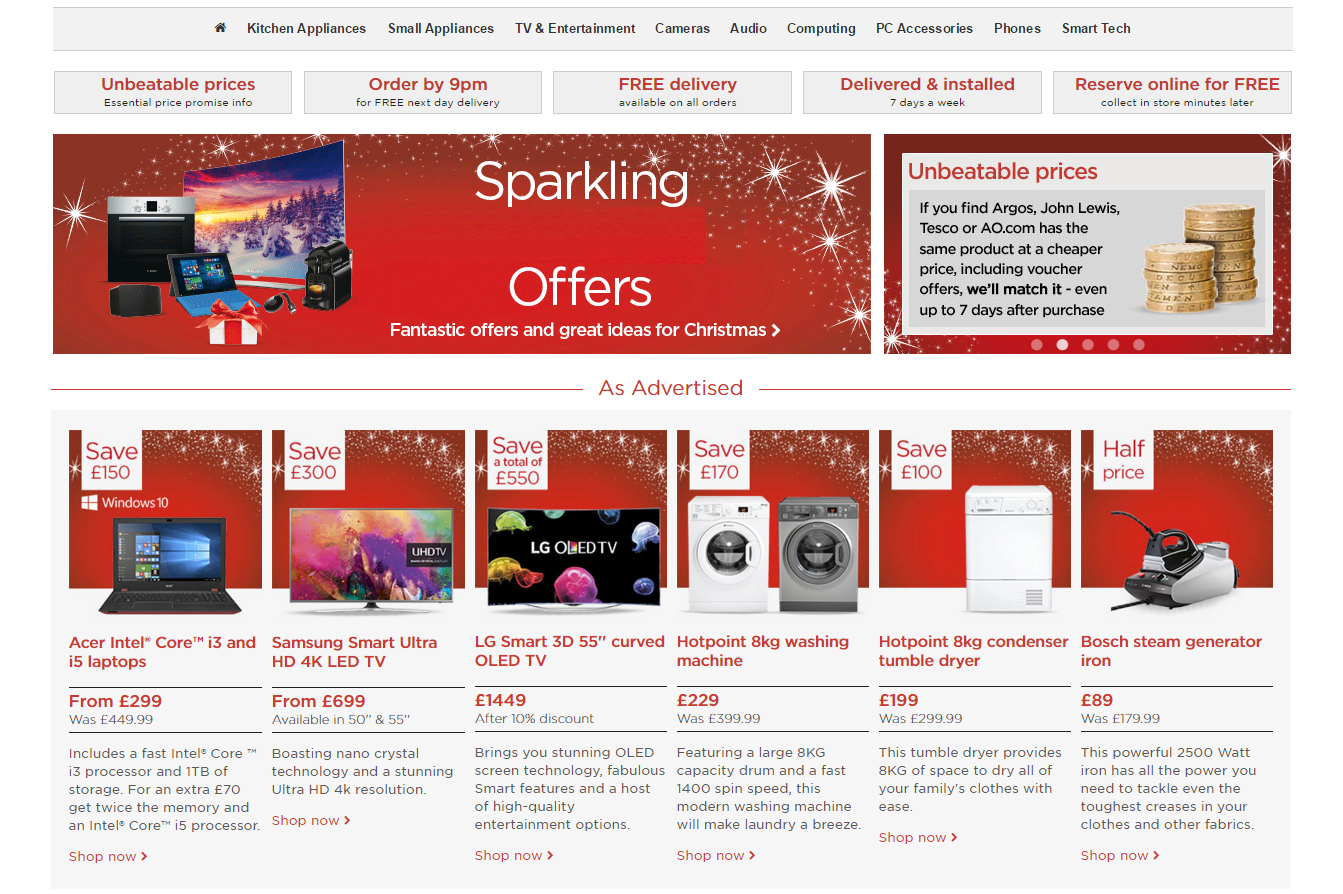 Kitchen Appliances Small Appliances TV & Entertainment Cameras Audio Computing PC Accessories Phones Smart Tech
Unbeatable prices
Essential price promise info
Order by 9pm
for FREE next day delivery
FREE delivery
available on all orders
Delivered & installed
7 days a week
Reserve online for FREE
collect in store minutes later
Sparkling
Offers
Fantastic offers and great ideas for Christmas >
Unbeatable prices
If you find Argos, John Lewis,
Tesco or AO.com has the
same product at a cheaper
price, including voucher
offers, we'll match it - even
up to 7 days after purchase
As Advertised
Save
£150
Windows 10
Acer Intel® Core™ i3 and
i5 laptops
From £299
Was £449.99
Includes a fast Intel® Core ™
i3 processor and 1TB of
storage. For an extra £70
get twice the memory and
an Intel® Core™ i5 processor.
Shop now >
Save
£300
UHD TV
Samsung Smart Ultra
HD 4K LED TV
From £699
Available in 50'' & 55''
Boasting nano crystal
technology and a stunning
Ultra HD 4k resolution.
Shop now >
Save
a total of
£550
LG OLED TV
LG Smart 3D 55'' curved
OLED TV
£1449
After 10% discount
Brings you stunning OLED
screen technology, fabulous
Smart features and a host
of high-quality
entertainment options.
Shop now >
Save
£170
Hotpoint 8kg washing
machine
£229
Was £399.99
Featuring a large 8KG
capacity drum and a fast
1400 spin speed, this
modern washing machine
will make laundry a breeze.
Shop now >
Save
£100
Hotpoint 8kg condenser
tumble dryer
£199
Was £299.99
This tumble dryer provides
8KG of space to dry all of
your family's clothes with
ease.
Shop now >
Half
price
Bosch steam generator
iron
£89
Was £179.99
This powerful 2500 Watt
iron has all the power you
need to tackle even the
toughest creases in your
clothes and other fabrics.
Shop now >